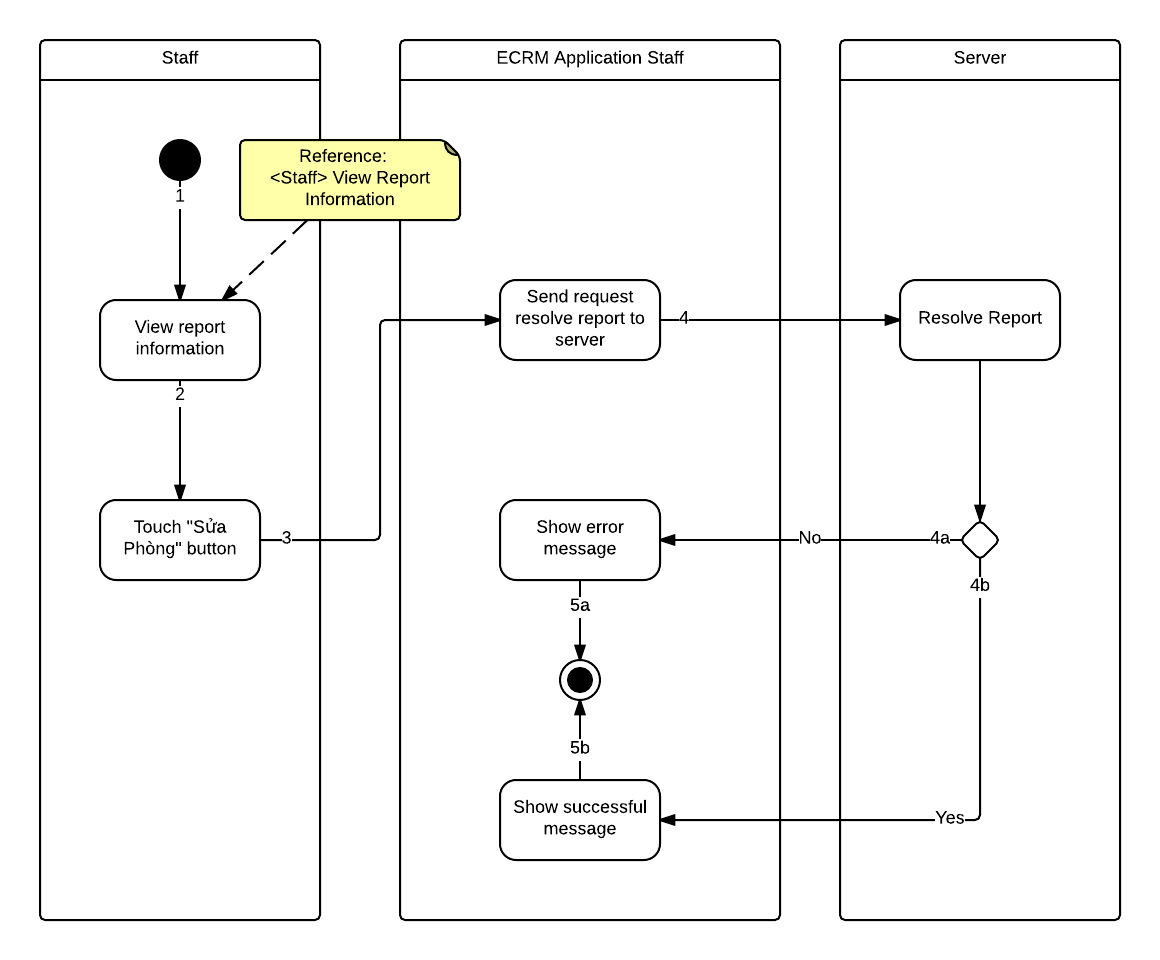 Staff
ECRM Application Staff
Server
Reference:
<Staff> View Report
Information
1
View report
information
Send request
resolve report to
server
4
Resolve Report
2
Touch "Sửa
Phòng" button
3
Show error
message
No
4a
4b
5a
5b
Show successful
message
Yes